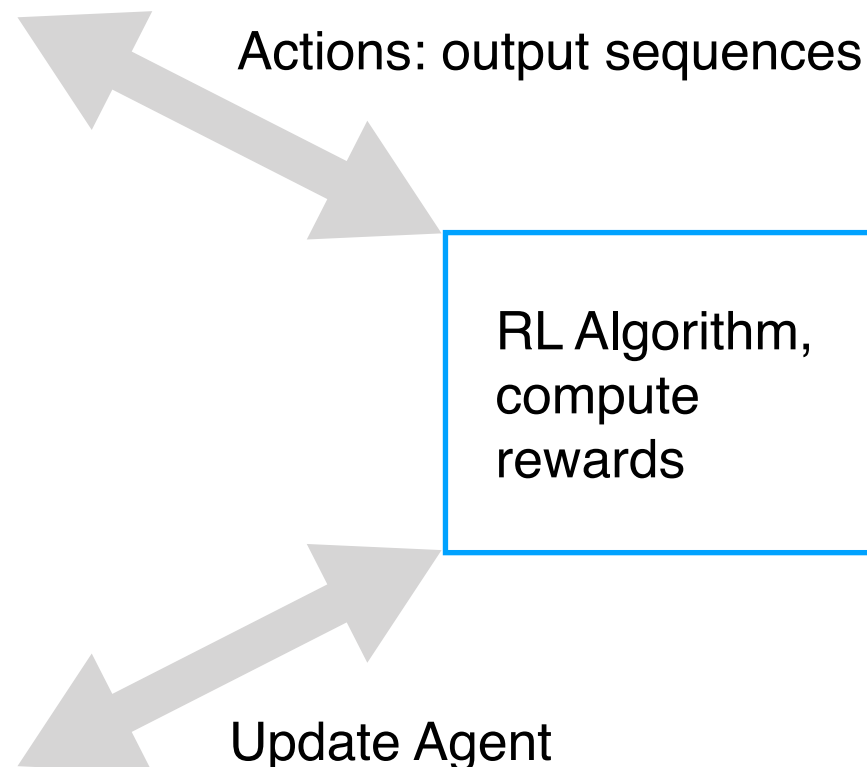 Actions: output sequences
RL Algorithm,
compute
rewards
Update Agent